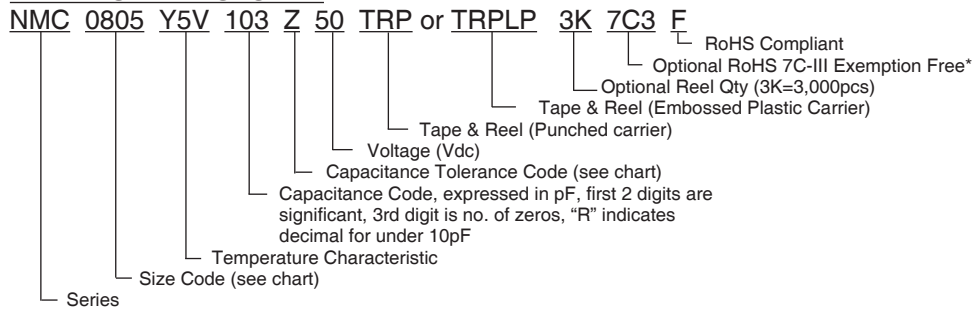 NMC 0805 Y5V 103 Z 50 TRP or TRPLP 3K 7C3 F
RoHS Compliant
Optional RoHS 7C-III Exemption Free*
Optional Reel Qty (3K=3,000pcs)
Tape & Reel (Embossed Plastic Carrier)
Tape & Reel (Punched carrier)
Voltage (Vdc)
Capacitance Tolerance Code (see chart)
Capacitance Code, expressed in pF, first 2 digits are
significant, 3rd digit is no. of zeros, “R” indicates
decimal for under 10pF
Temperature Characteristic
Size Code (see chart)
Series